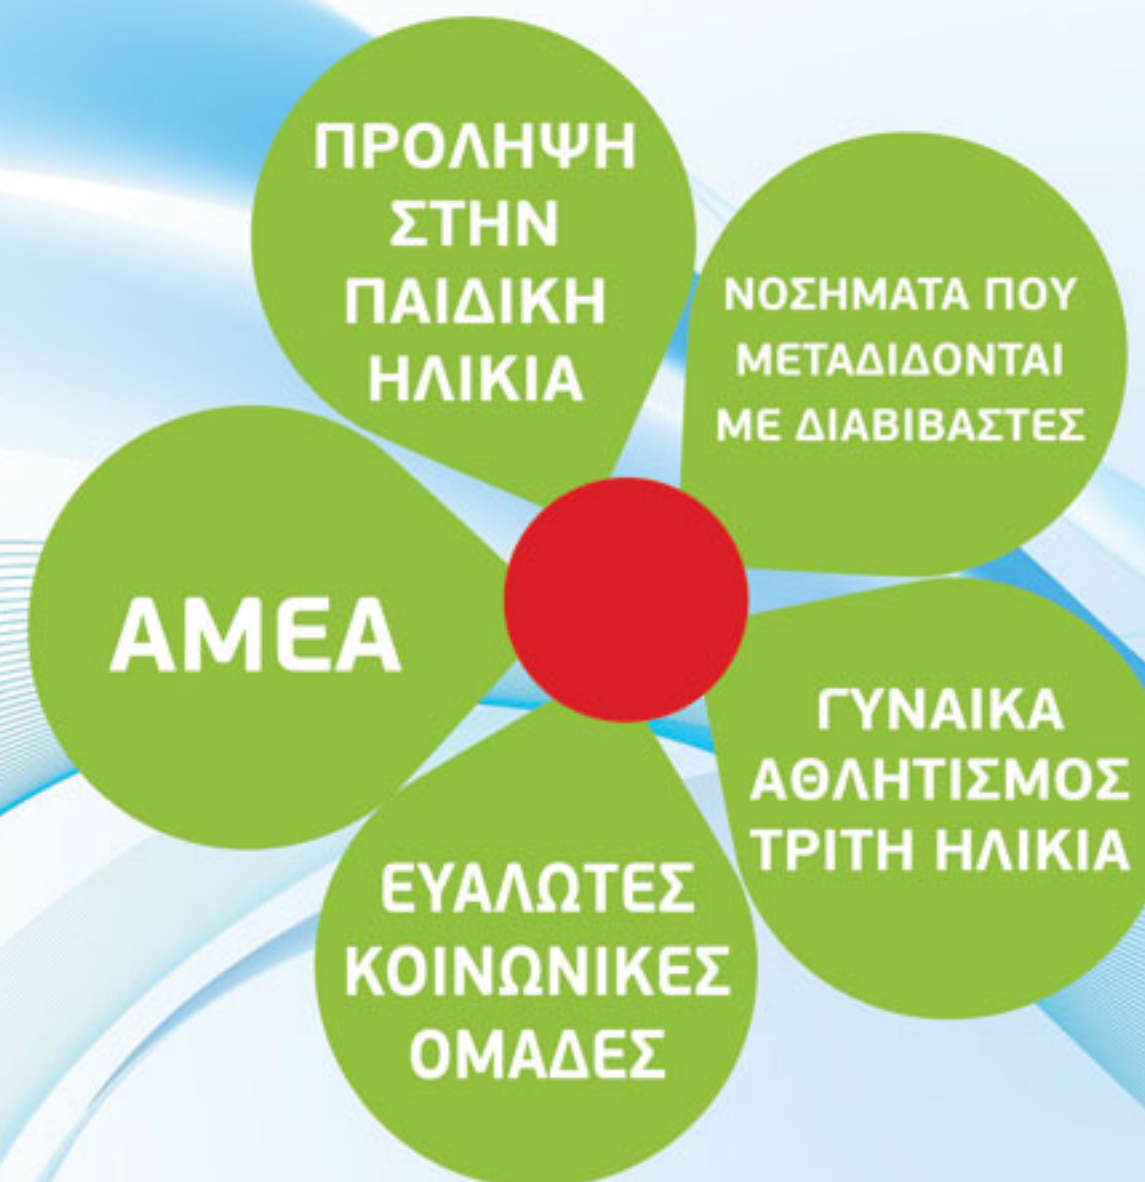 ΠΡΟΛΗΨΗ
ΣΤΗΝ
ΠΑΙΔΙΚΗ
ΗΛΙΚΙΑ
ΝΟΣΗΜΑΤΑ ΠΟΥ
ΜΕΤΑΔΙΔΟΝΤΑΙ
ΜΕ ΔΙΑΒΙΒΑΣΤΕΣ
ΑΜΕΑ
ΓΥΝΑΙΚΑ
ΑΘΛΗΤΙΣΜΟΣ
ΤΡΙΤΗ ΗΛΙΚΙΑ
ΕΥΑΛΩΤΕΣ
ΚΟΙΝΩΝΙΚΕΣ
ΟΜΑΔΕΣ